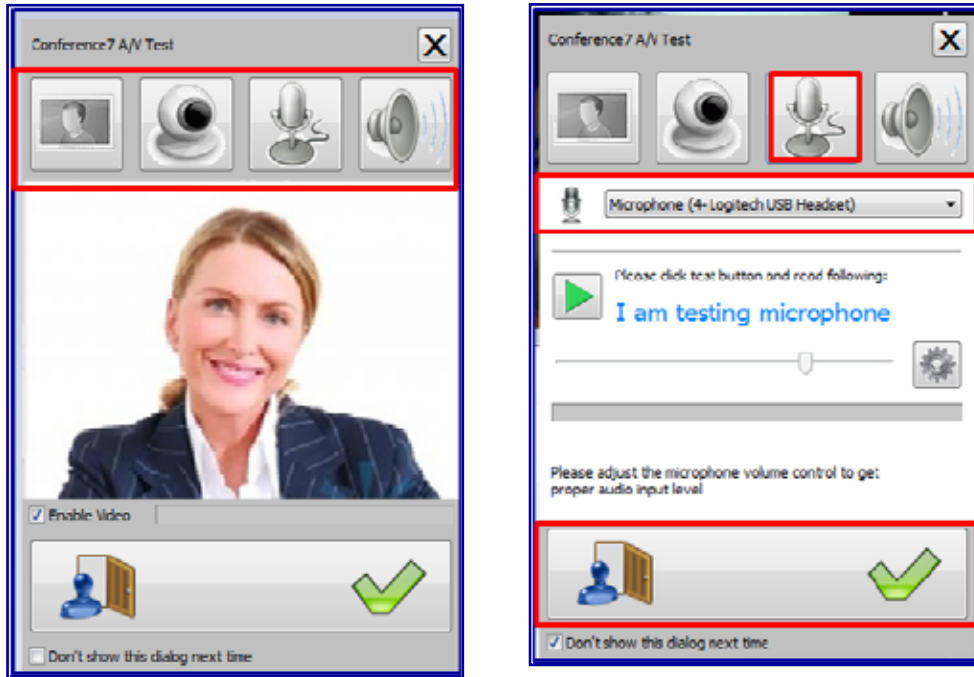 Conference7 A/V Test
X
Enable Video
Don't show this dialog next time
Conference7 A/V Test
X
Microphone (4- Logitech USB Headset)
Please click test button and read following:
I am testing microphone
Please adjust the microphone volume control to get
proper audio input level
Don't show this dialog next time